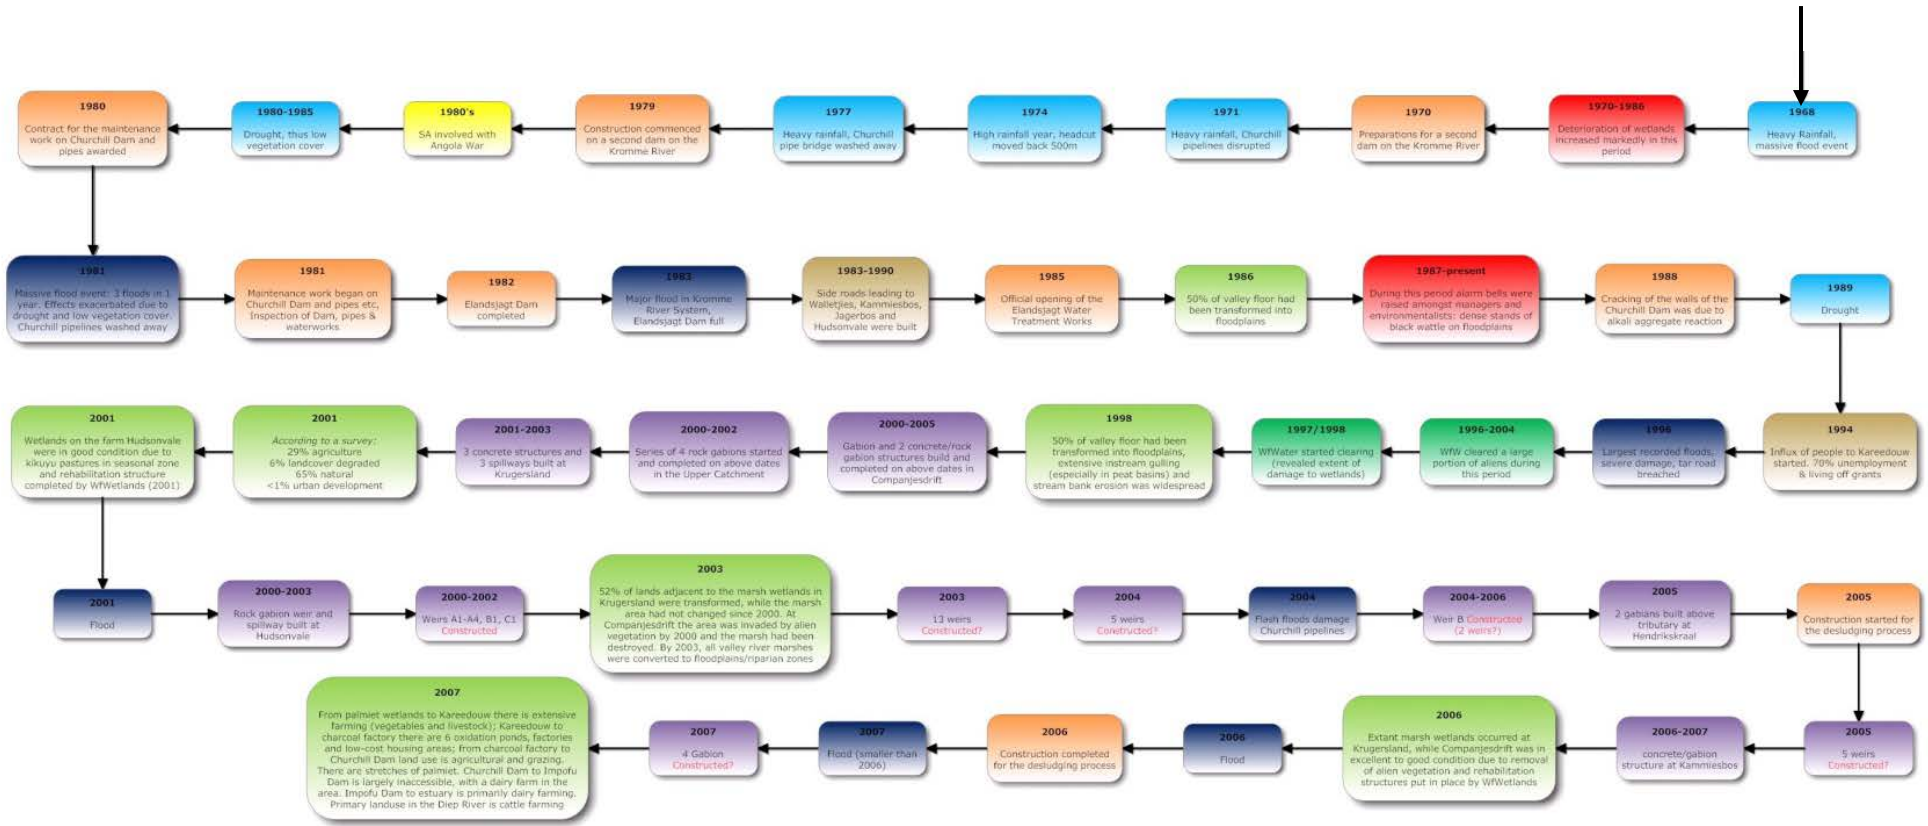 1968
Heavy Rainfall,
massive flood event
1970-1986
Deterioration of wetlands
increased markedly in this
period
1970
Preparations for a second
dam on the Kromme River
1971
Heavy rainfall, Churchill
pipelines disrupted
1974
High rainfall year, headcut
moved back 500m
1977
Heavy rainfall, Churchill
pipe bridge washed away
1979
Construction commenced
on a second dam on the
Kromme River
1980's
SA involved with
Angola War
1980-1985
Drought, thus low
vegetation cover
1980
Contract for the maintenance
work on Churchill Dam and
pipes awarded
1981
Massive flood event: 3 floods in 1
year. Effects exacerbated due to
drought and low vegetation cover.
Churchill pipelines washed away
1981
Maintenance work began on
Churchill Dam and pipes etc,
Inspection of Dam, pipes &
waterworks
1982
Elandsjagt Dam
completed
1983
Major flood in Kromme
River System,
Elandsjagt Dam full
1983-1990
Side roads leading to
Walletjies, Kammiesbos,
Jagerbos and
Hudsonvale were built
1985
Official opening of the
Elandsjagt Water
Treatment Works
1986
50% of valley floor had
been transformed into
floodplains
1987-present
During this period alarm bells were
raised amongst managers and
environmentalists: dense stands of
black wattle on floodplains
1988
Cracking of the walls of the
Churchill Dam was due to
alkali aggregate reaction
1989
Drought
1994
Influx of people to Kareedouw
started. 70% unemployment
& living off grants
1996
Largest recorded floods,
severe damage, tar road
breached
1996-2004
WfW cleared a large
portion of aliens during
this period
1997/1998
WfWater started clearing
(revealed extent of
damage to wetlands)
1998
50% of valley floor had been
transformed into floodplains,
extensive instream gulling
(especially in peat basins) and
stream bank erosion was widespread
2000-2005
Gabion and 2 concrete/rock
gabion structures build and
completed on above dates in
Companjesdrift
2000-2002
Series of 4 rock gabions started
and completed on above dates
in the Upper Catchment
2001-2003
3 concrete structures and
3 spillways built at
Krugersland
2001
According to a survey:
29% agriculture
6% landcover degraded
65% natural
<1% urban development
2001
Wetlands on the farm Hudsonvale
were in good condition due to
kikuyu pastures in seasonal zone
and rehabilitation structure
completed by WfWetlands (2001)
2001
Flood
2000-2003
Rock gabion weir and
spillway built at
Hudsonvale
2000-2002
Weirs A1-A4, B1, C1
Constructed
2003
52% of lands adjacent to the marsh wetlands in
Krugersland were transformed, while the marsh
area had not changed since 2000. At
Companjesdrift the area was invaded by alien
vegetation by 2000 and the marsh had been
destroyed. By 2003, all valley river marshes
were converted to floodplains/riparian zones
2003
13 weirs
Constructed?
2004
5 weirs
Constructed?
2004
Flash floods damage
Churchill pipelines
2004-2006
Weir B Constructed
(2 weirs?)
2005
2 gabians built above
tributary at
Hendrikskraal
2005
Construction started for
the desludging process
2005
5 weirs
Constructed?
2006-2007
concrete/gabion
structure at Kammiesbos
2006
Extant marsh wetlands occurred at
Krugersland, while Companjesdrift was in
excellent to good condition due to removal
of alien vegetation and rehabilitation
structures put in place by WfWetlands
2006
Flood
2006
Construction completed
for the desludging process
2007
Flood (smaller than
2006)
2007
4 Gabion
Constructed?
2007
From palmiet wetlands to Kareedouw there is extensive
farming (vegetables and livestock); Kareedouw to
charcoal factory there are 6 oxidation ponds, factories
and low-cost housing areas; from charcoal factory to
Churchill Dam land use is agricultural and grazing.
There are stretches of palmiet. Churchill Dam to Impofu
Dam is largely inaccessible, with a dairy farm in the
area. Impofu Dam to estuary is primarily dairy farming.
Primary landuse in the Diep River is cattle farming